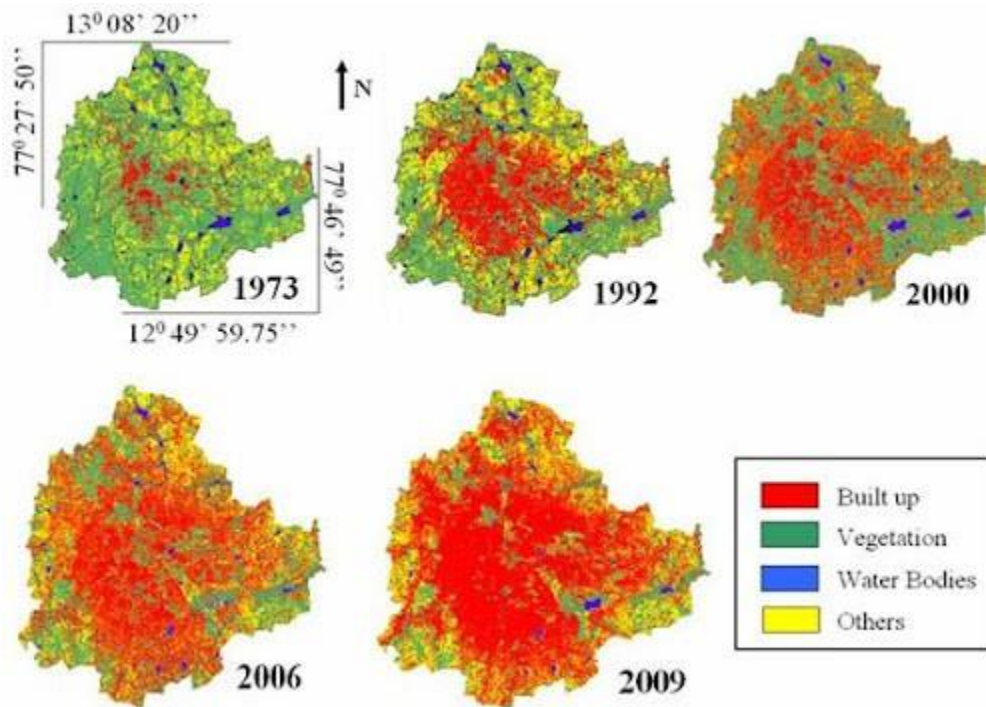 13⁰ 08’ 20’’
77⁰ 27’ 50’’
N
77⁰ 46’ 49’’
1973
12⁰ 49’ 59.75’’
1992
2000
2006
2009
Built up
Vegetation
Water Bodies
Others